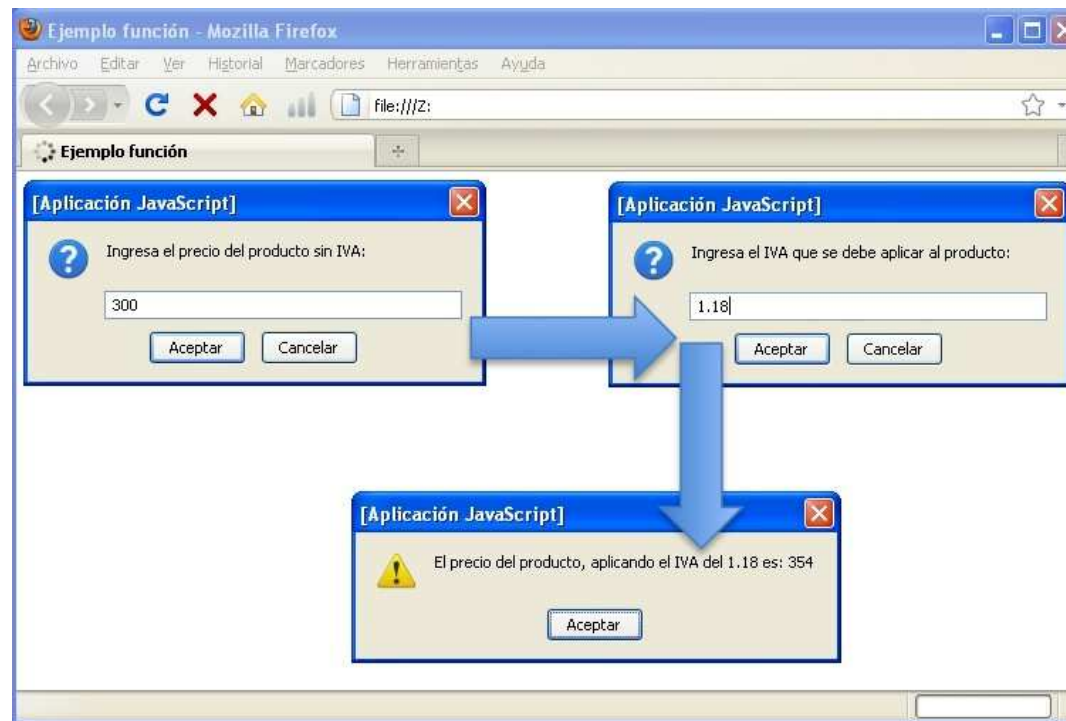 Ejemplo función - Mozilla Firefox
Archivo Editar Ver Historial Marcadores Herramientas Ayuda
file:///Z:
Ejemplo función
[Aplicación JavaScript]
Ingresa el precio del producto sin IVA:
300
Aceptar Cancelar
[Aplicación JavaScript]
Ingresa el IVA que se debe aplicar al producto:
1.18
Aceptar Cancelar
[Aplicación JavaScript]
El precio del producto, aplicando el IVA del 1.18 es: 354
Aceptar